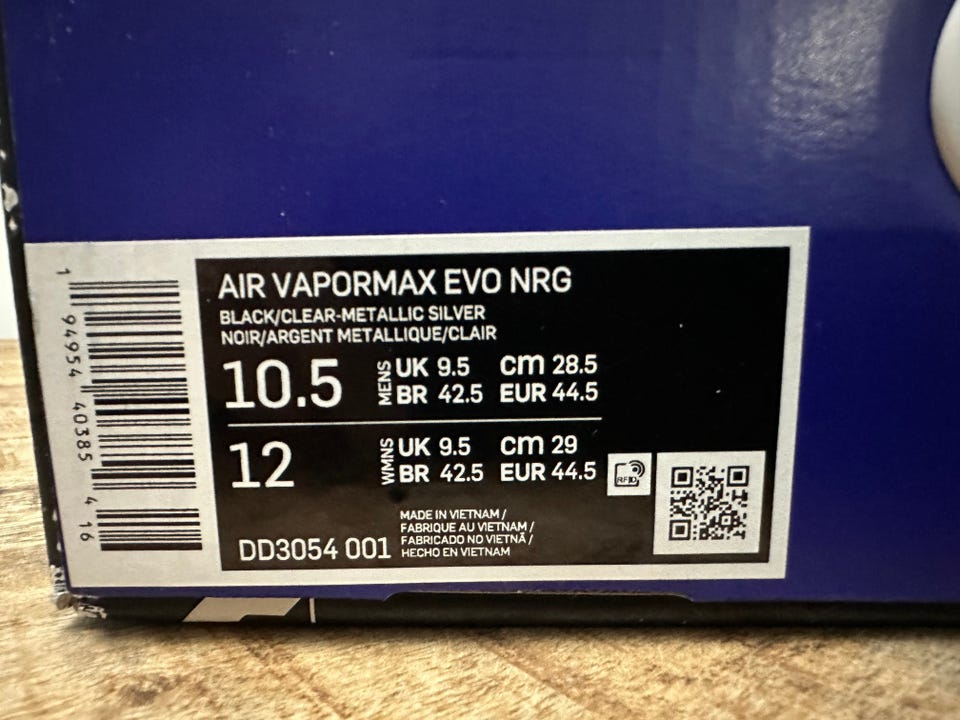 AIR VAPORMAX EVO NRG
BLACK/CLEAR-METALLIC SILVER
NOIR/ARGENT METALLIQUE/CLAIR
10.5 MENS UK 9.5 cm 28.5
BR 42.5 EUR 44.5
12 WMNS UK 9.5 cm 29
BR 42.5 EUR 44.5
RFID
MADE IN VIETNAM /
FABRIQUE AU VIETNAM /
FABRICADO NO VIETNÃ /
HECHO EN VIETNAM
DD3054 001
1 94954 40385 4 16